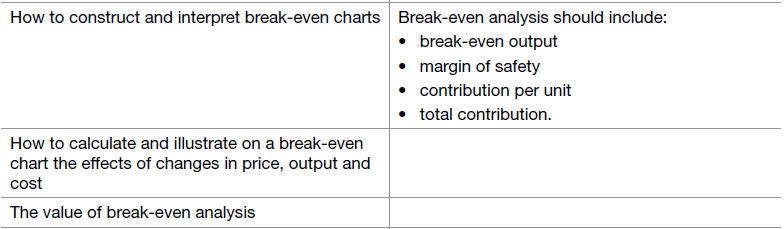 How to construct and interpret break-even charts
Break-even analysis should include:
• break-even output
• margin of safety
• contribution per unit
• total contribution.
How to calculate and illustrate on a break-even
chart the effects of changes in price, output and
cost
The value of break-even analysis